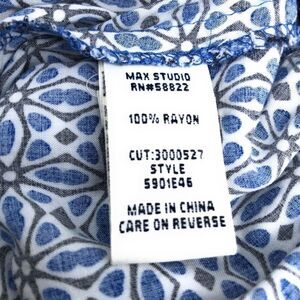 MAX STUDIO
RN#58822
100% RAYON
CUT:3000527
STYLE
5901E46
MADE IN CHINA
CARE ON REVERSE